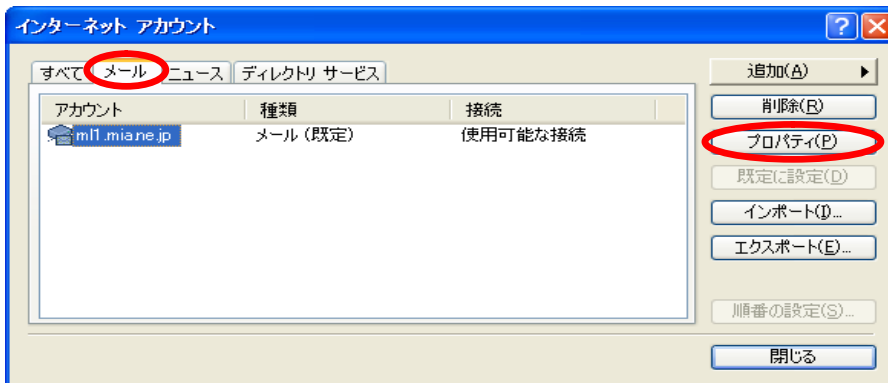 インターネット アカウント
すべて メール ニュース ディレクトリ サービス
アカウント 種類 接続
ml1.mia.ne.jp メール (既定) 使用可能な接続
追加(A)
削除(R)
プロパティ(P)
既定に設定(D)
インポート(I)...
エクスポート(E)...
順番の設定(S)...
閉じる